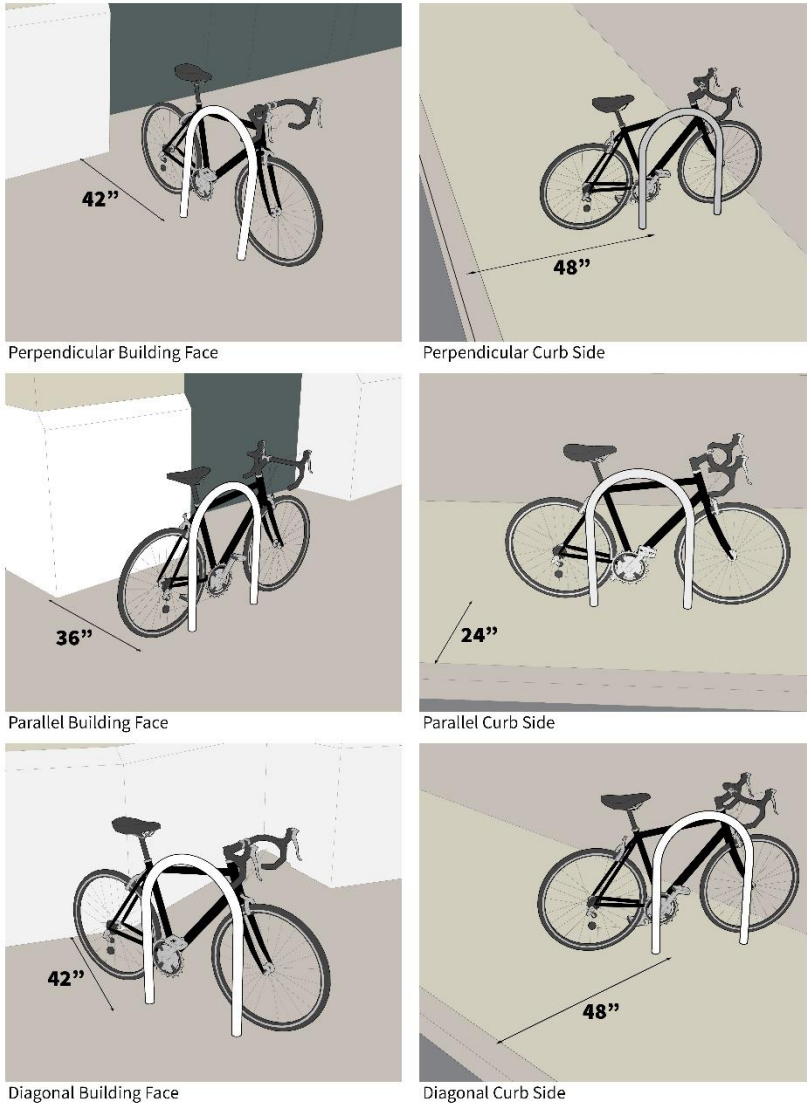 42”
48”
Perpendicular Building Face
Perpendicular Curb Side
36”
24”
Parallel Building Face
Parallel Curb Side
42”
48”
Diagonal Building Face
Diagonal Curb Side